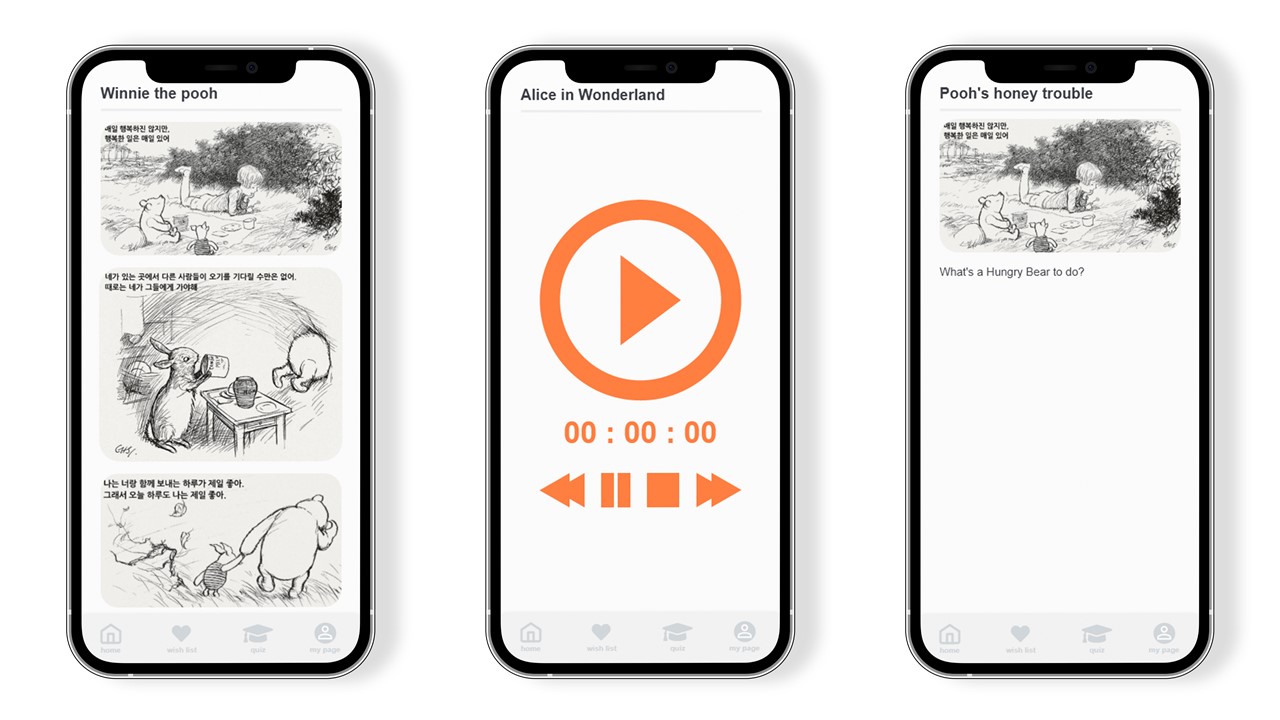 Winnie the pooh
매일 행복하진 않지만,
행복한 일은 매일 있어
네가 있는 곳에서 다른 사람들이 오기를 기다릴 수만은 없어.
때로는 네가 그들에게 가야해
나는 너랑 함께 보내는 하루가 제일 좋아.
그래서 오늘 하루도 나는 제일 좋아.
home
wish list
quiz
my page
Alice in Wonderland
00 : 00 : 00
home
wish list
quiz
my page
Pooh's honey trouble
매일 행복하진 않지만,
행복한 일은 매일 있어
What's a Hungry Bear to do?
home
wish list
quiz
my page